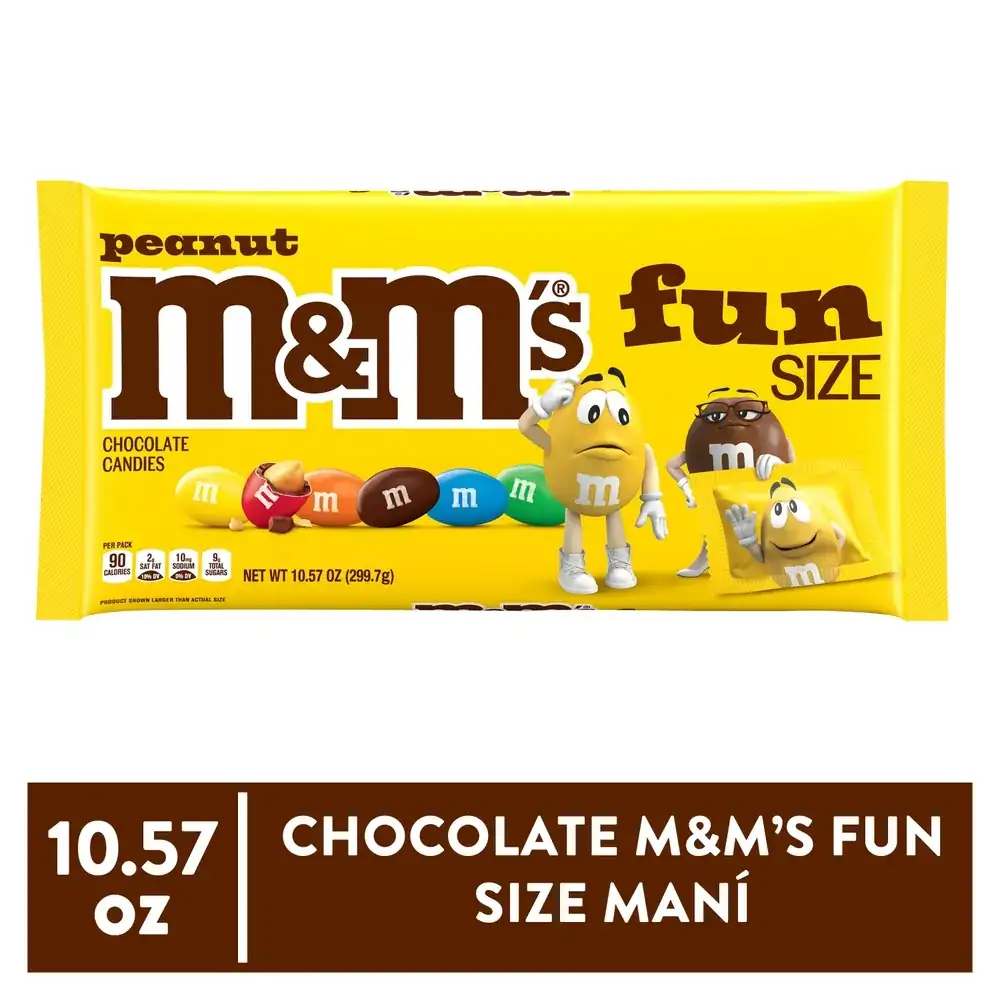 peanut
m&m's®
fun
SIZE
CHOCOLATE
CANDIES
m
m
m
m
m
m
m
m
m
PER PACK
90
CALORIES
2g
SAT FAT
10% DV
10mg
SODIUM
0% DV
9g
TOTAL
SUGARS
NET WT 10.57 OZ (299.7g)
PRODUCT SHOWN LARGER THAN ACTUAL SIZE
10.57
OZ
CHOCOLATE M&M'S FUN
SIZE MANÍ